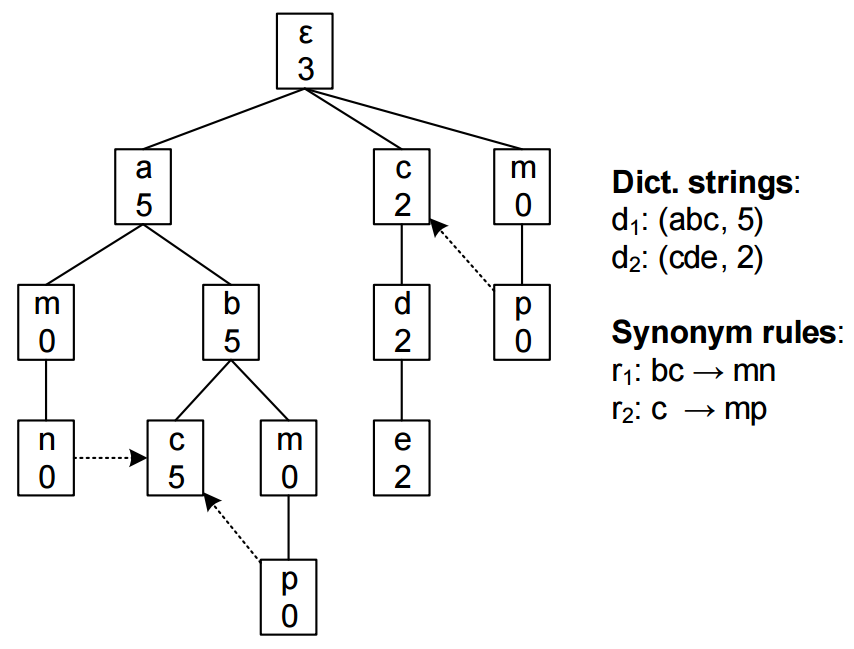 ε
3
a
5
c
2
m
0
m
0
b
5
d
2
p
0
n
0
c
5
m
0
e
2
p
0
Dict. strings:
d₁: (abc, 5)
d₂: (cde, 2)
Synonym rules:
r₁: bc → mn
r₂: c → mp